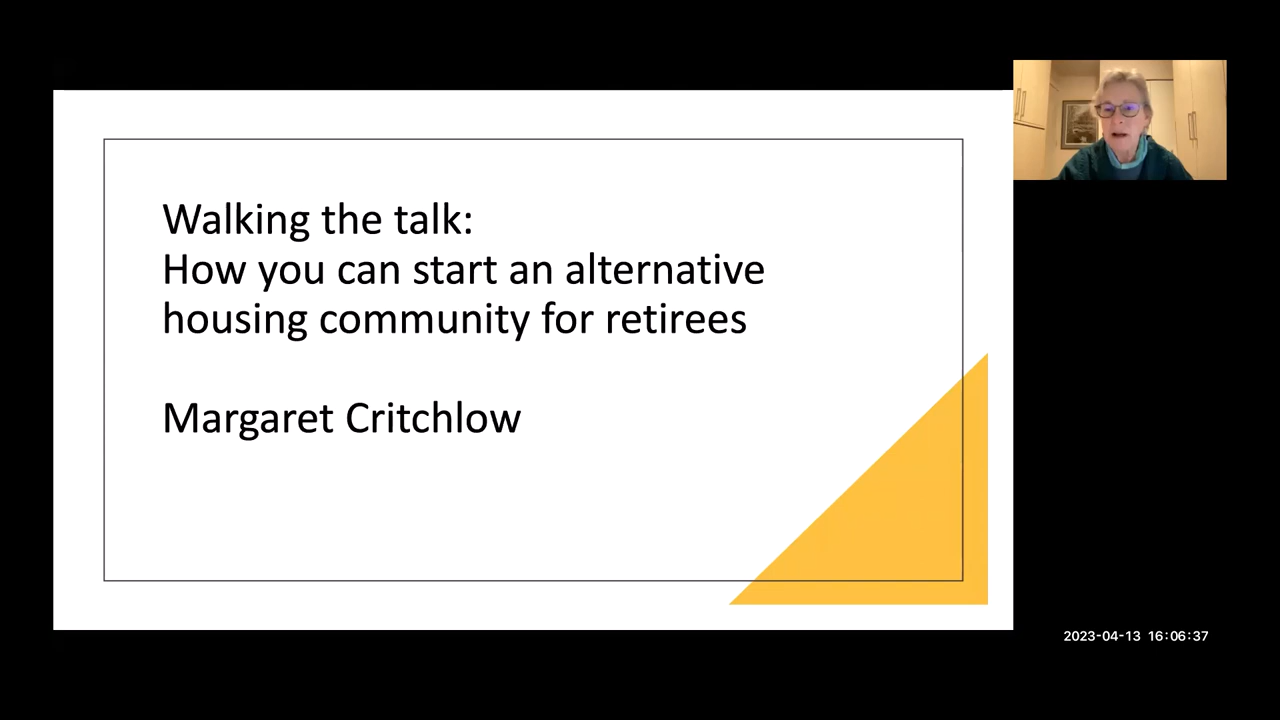 Walking the talk:
How you can start an alternative
housing community for retirees
Margaret Critchlow
2023-04-13 16:06:37